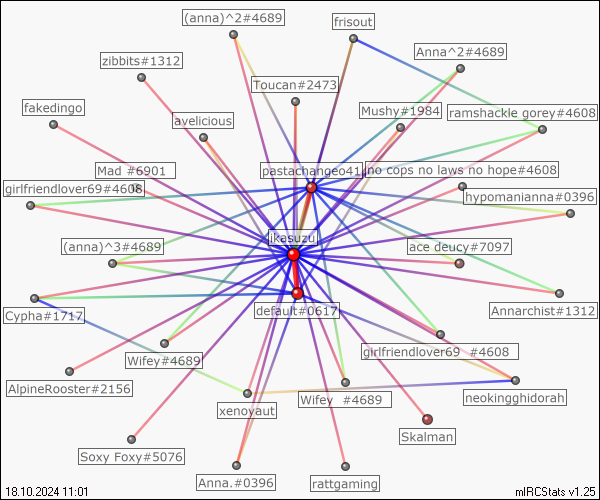 (anna)^2#4689
frisout
Anna^2#4689
zibbits#1312
Toucan#2473
fakedingo
avelicious
Mushy#1984
ramshackle gorey#4608
Mad #6901
pastachangeo41
no cops no laws no hope#4608
girlfriendlover69#4608
hypomanianna#0396
(anna)^3#4689
ikasuzu
ace deucy#7097
Cypha#1717
default#0617
Annarchist#1312
Wifey#4689
girlfriendlover69 #4608
AlpineRooster#2156
xenoyaut
Wifey #4689
neokingghidorah
Skalman
Soxy Foxy#5076
Anna.#0396
rattgaming
18.10.2024 11:01
mIRCStats v1.25